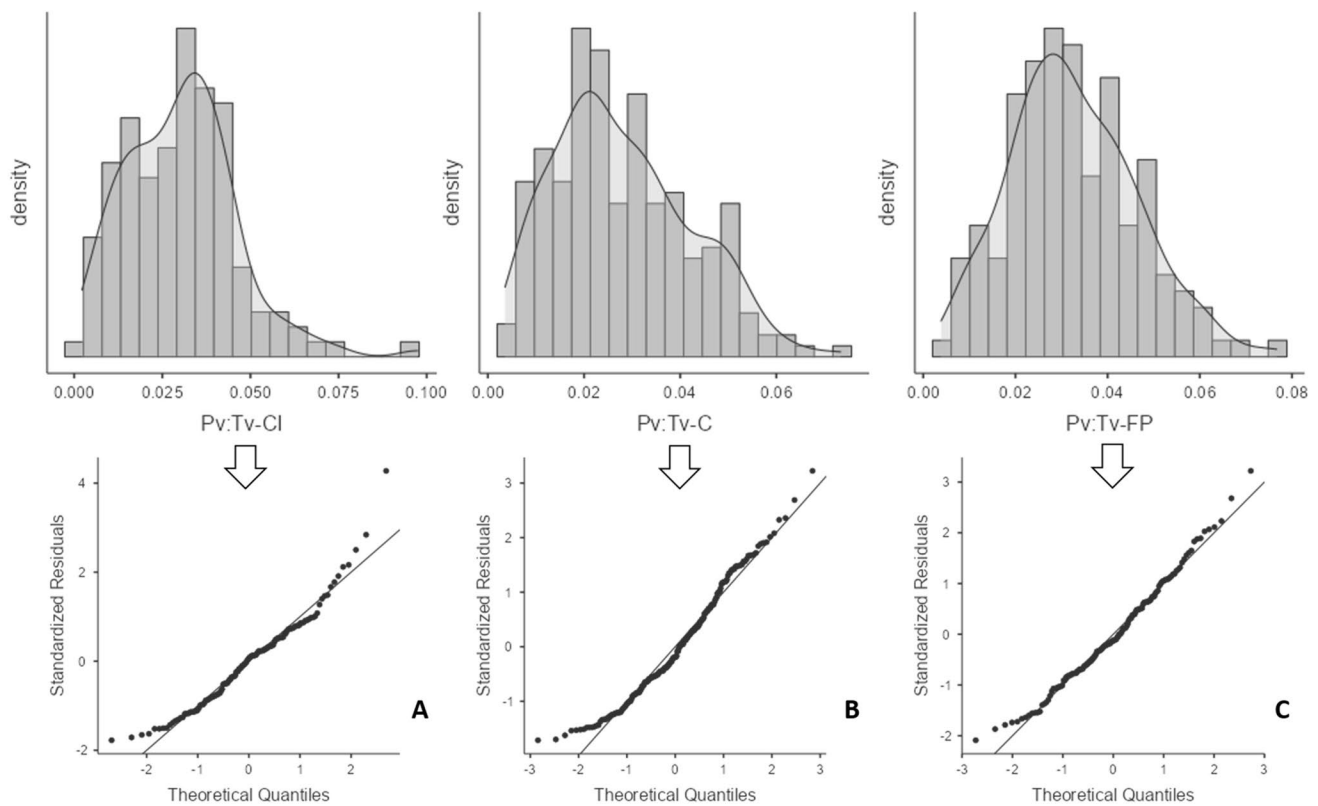 density
0.000 0.025 0.050 0.075 0.100
Pv:Tv-CI
density
0.00 0.02 0.04 0.06
Pv:Tv-C
density
0.00 0.02 0.04 0.06 0.08
Pv:Tv-FP
Standardized Residuals
4
2
0
-2
-2 -1 0 1 2
Theoretical Quantiles
A
Standardized Residuals
3
2
1
0
-1
-3 -2 -1 0 1 2 3
Theoretical Quantiles
B
Standardized Residuals
3
2
1
0
-1
-2
-3 -2 -1 0 1 2 3
Theoretical Quantiles
C